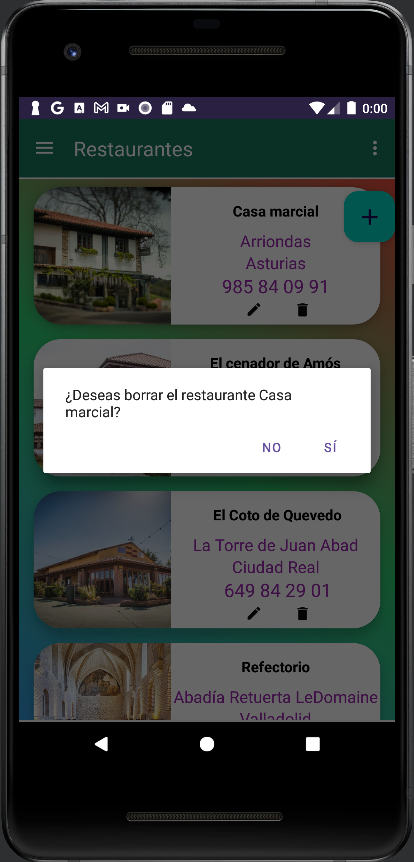 0:00
Restaurantes
Casa marcial
Arriondas
Asturias
985 84 09 91
El cenador de Amós
¿Deseas borrar el restaurante Casa
marcial?
NO
SÍ
El Coto de Quevedo
La Torre de Juan Abad
Ciudad Real
649 84 29 01
Refectorio
Abadía Retuerta LeDomaine
Valladolid